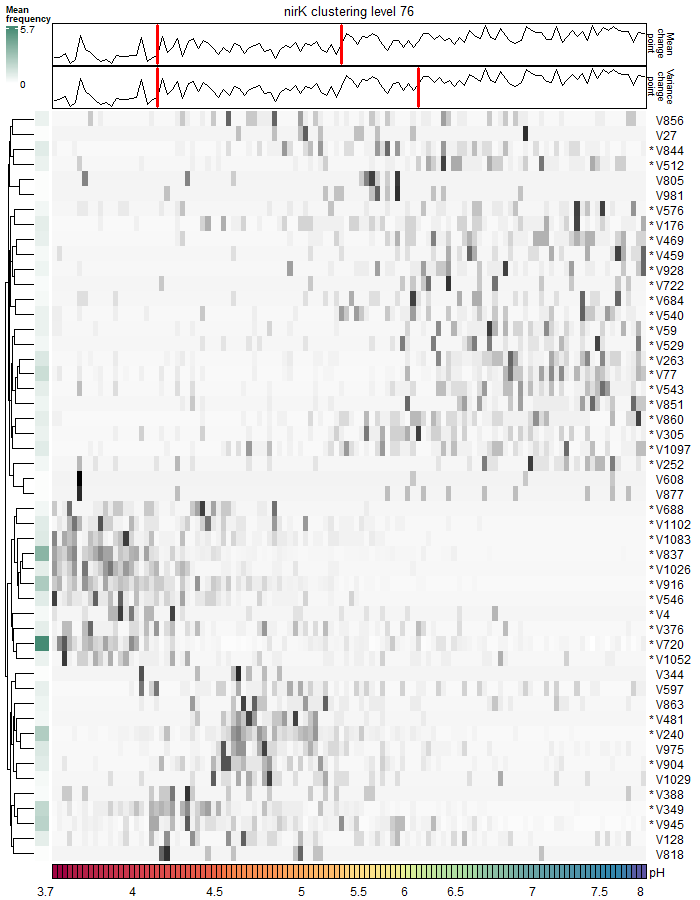 nirK clustering level 76
Mean
frequency
5.7
0
Mean
change
point
Variance
change
point
V856
V27
* V844
* V512
V805
V981
* V576
* V176
* V469
* V459
* V928
* V722
* V684
* V540
* V59
* V529
* V263
* V77
* V543
* V851
* V860
* V305
* V1097
* V252
V608
V877
* V688
* V1102
* V1083
* V837
* V1026
* V916
* V546
* V4
* V376
* V720
* V1052
V344
V597
V863
* V481
* V240
V975
* V904
V1029
* V388
* V349
* V945
V128
V818
pH
3.7 4 4.5 5 5.5 6 6.5 7 7.5 8